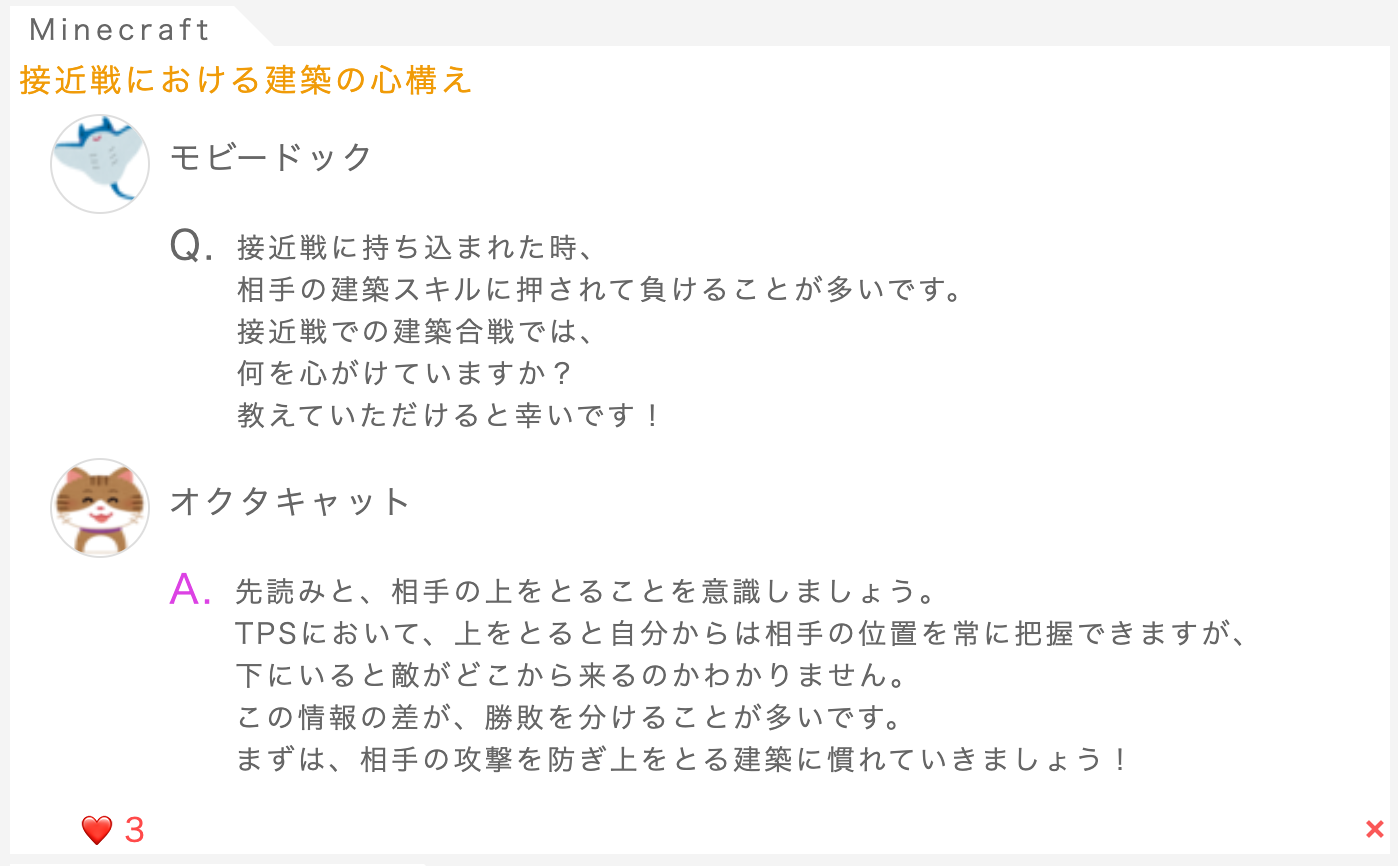 Minecraft
接近戦における建築の心構え
モビードック
Q. 接近戦に持ち込まれた時、
相手の建築スキルに押されて負けることが多いです。
接近戦での建築合戦では、
何を心がけていますか？
教えていただけると幸いです！
オクタキャット
A. 先読みと、相手の上をとることを意識しましょう。
TPSにおいて、上をとると自分からは相手の位置を常に把握できますが、
下にいると敵がどこから来るのかわかりません。
この情報の差が、勝敗を分けることが多いです。
まずは、相手の攻撃を防ぎ上をとる建築に慣れていきましょう！
❤️ 3
×